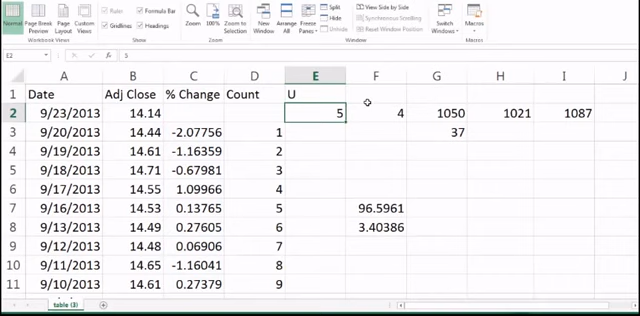 Normal Page Break Preview Page Layout Custom Views
Ruler Formula Bar
Gridlines Headings
Workbook Views Show
Zoom 100% Zoom to Selection
Zoom
New Window Arrange All Freeze Panes
Split
Hide
Unhide
View Side by Side
Synchronous Scrolling
Reset Window Position
Switch Windows
Window
Macros
Macros
E2 fx 5
A B C D E F G H I J
1 Date Adj Close % Change Count U
2 9/23/2013 14.14 5 4 1050 1021 1087
3 9/20/2013 14.44 -2.07756 1 37
4 9/19/2013 14.61 -1.16359 2
5 9/18/2013 14.71 -0.67981 3
6 9/17/2013 14.55 1.09966 4
7 9/16/2013 14.53 0.13765 5 96.5961
8 9/13/2013 14.49 0.27605 6 3.40386
9 9/12/2013 14.48 0.06906 7
10 9/11/2013 14.65 -1.16041 8
11 9/10/2013 14.61 0.27379 9
table (3)